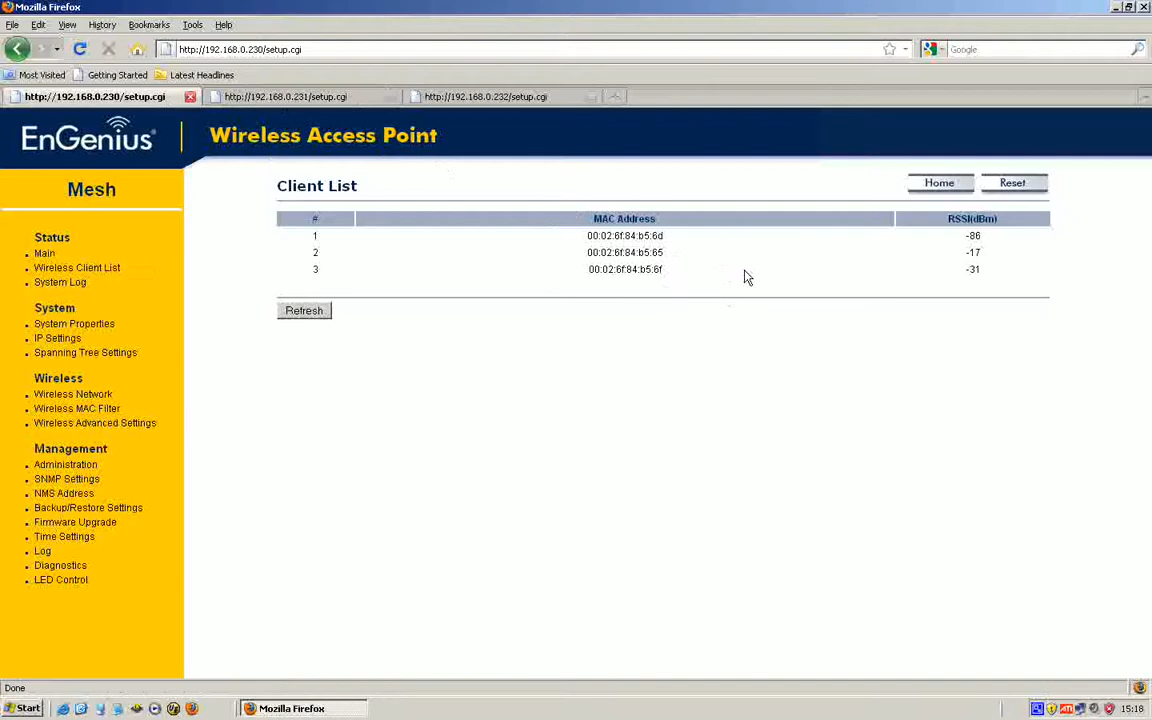 Mozilla Firefox
File Edit View History Bookmarks Tools Help
http://192.168.0.230/setup.cgi
Google
Most Visited Getting Started Latest Headlines
http://192.168.0.230/setup.cgi http://192.168.0.231/setup.cgi http://192.168.0.232/setup.cgi
EnGenius® Wireless Access Point
Mesh
Client List
Home Reset
# MAC Address RSSI(dBm)
1 00:02:6f:84:b5:6d -86
2 00:02:6f:84:b5:65 -17
3 00:02:6f:84:b5:6f -31
Refresh
Status
Main
Wireless Client List
System Log
System
System Properties
IP Settings
Spanning Tree Settings
Wireless
Wireless Network
Wireless MAC Filter
Wireless Advanced Settings
Management
Administration
SNMP Settings
NMS Address
Backup/Restore Settings
Firmware Upgrade
Time Settings
Log
Diagnostics
LED Control
Done
Start Mozilla Firefox 15:18